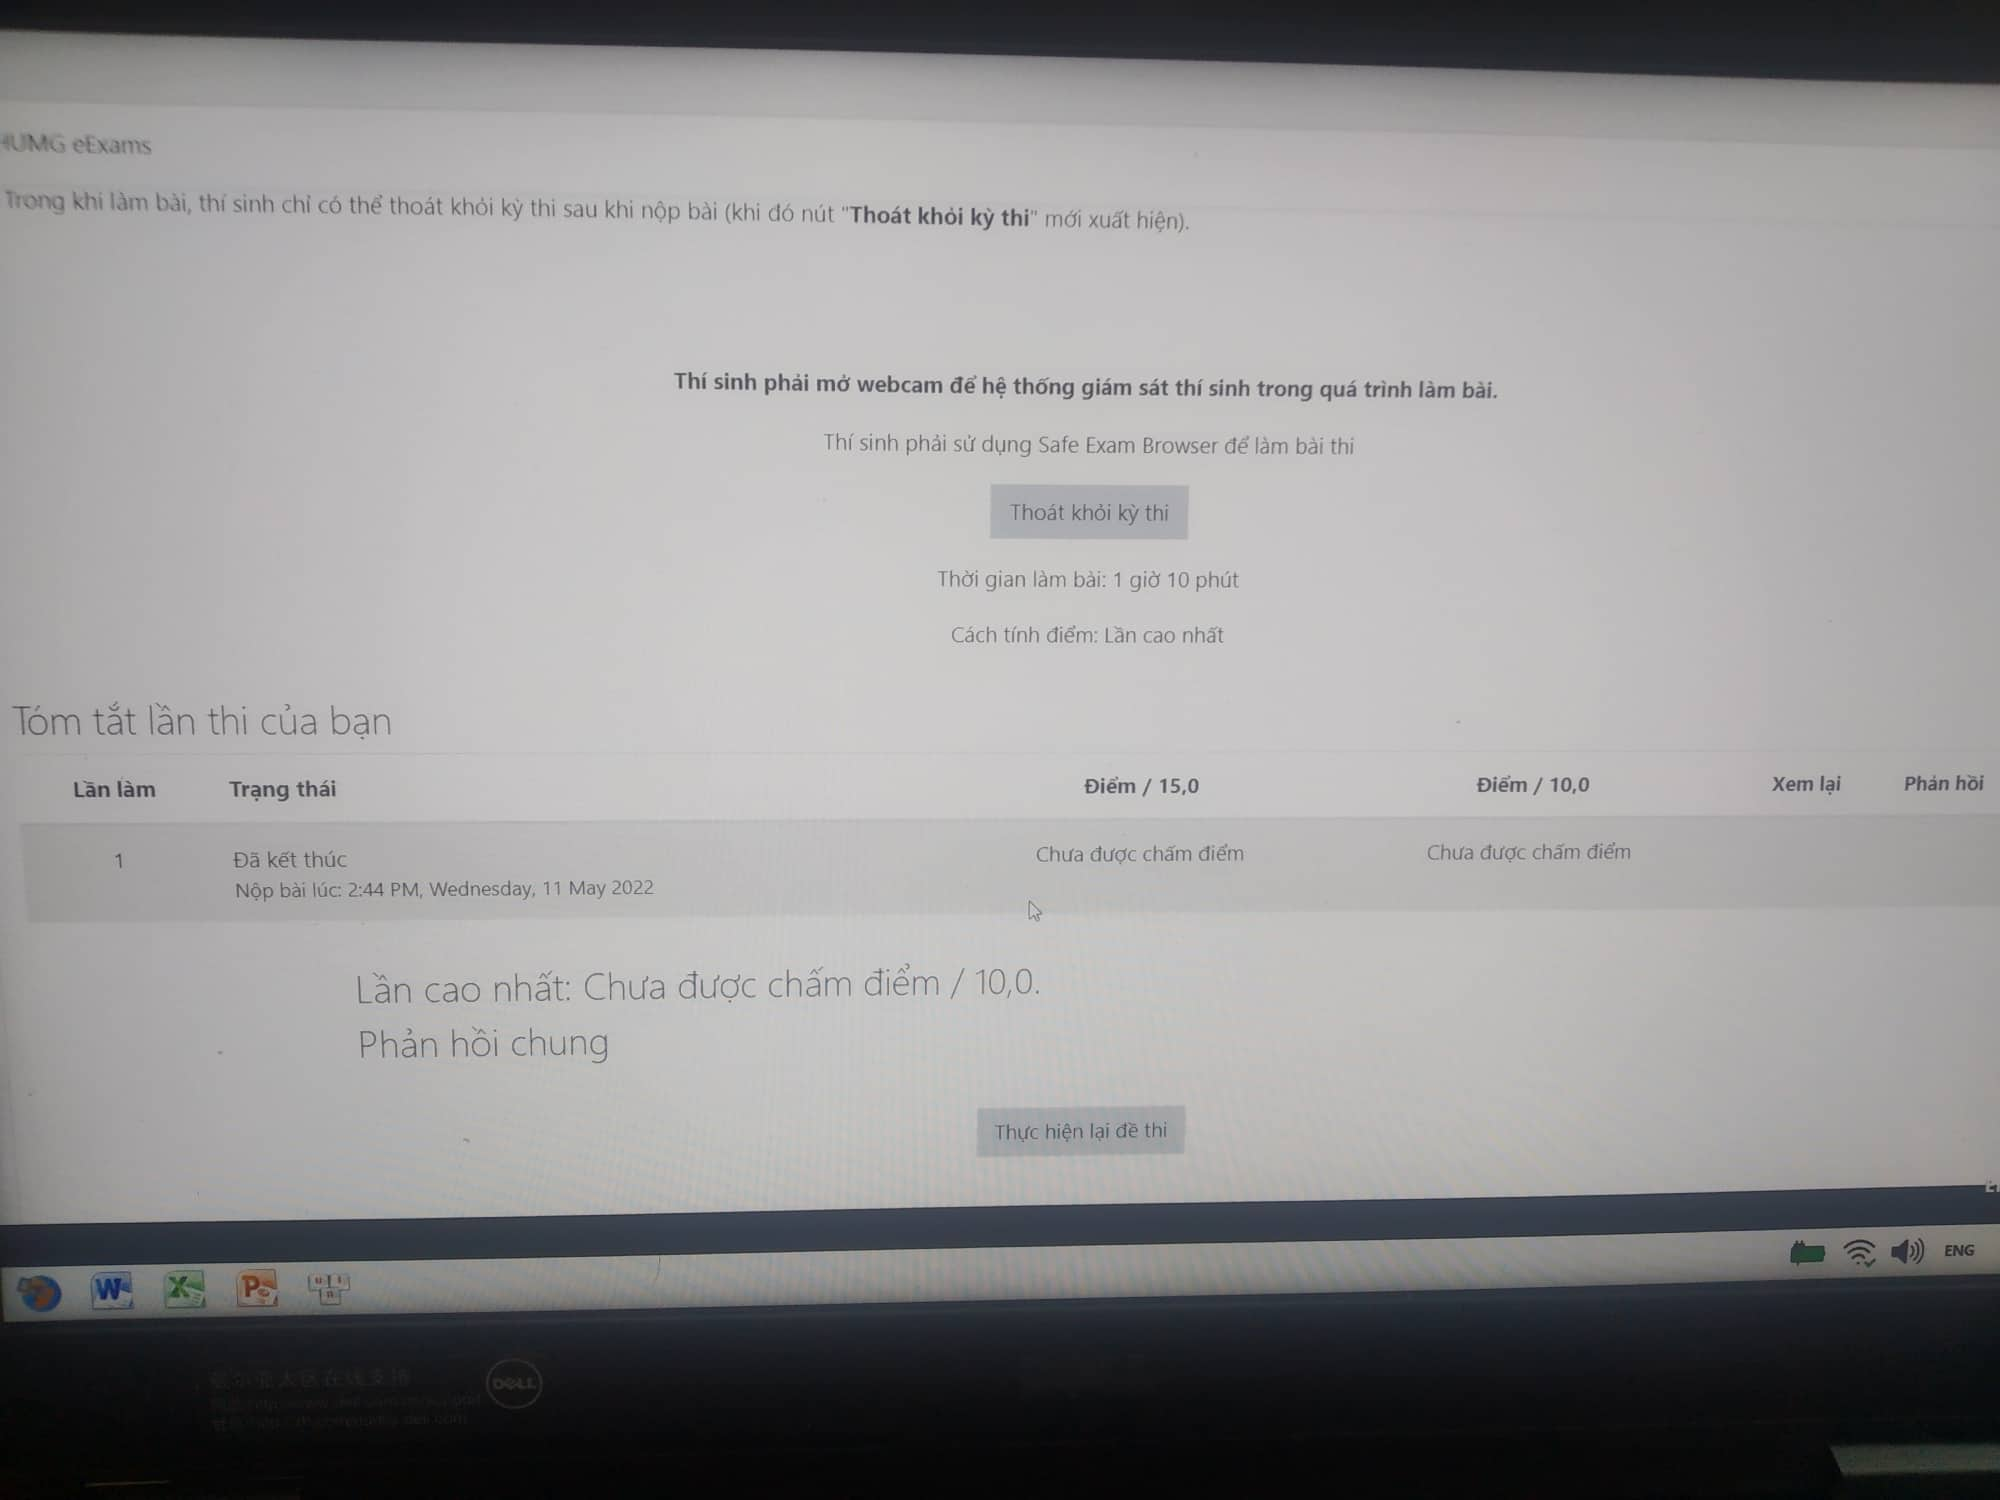 HUMG eExams
Trong khi làm bài, thí sinh chỉ có thể thoát khỏi kỳ thi sau khi nộp bài (khi đó nút "Thoát khỏi kỳ thi" mới xuất hiện).
Thí sinh phải mở webcam để hệ thống giám sát thí sinh trong quá trình làm bài.
Thí sinh phải sử dụng Safe Exam Browser để làm bài thi
Thoát khỏi kỳ thi
Thời gian làm bài: 1 giờ 10 phút
Cách tính điểm: Lần cao nhất
Tóm tắt lần thi của bạn
Lần làm Trạng thái Điểm / 15,0 Điểm / 10,0 Xem lại Phản hồi
1 Đã kết thúc Chưa được chấm điểm Chưa được chấm điểm
Nộp bài lúc: 2:44 PM, Wednesday, 11 May 2022
Lần cao nhất: Chưa được chấm điểm / 10,0.
Phản hồi chung
Thực hiện lại đề thi
ENG
DELL